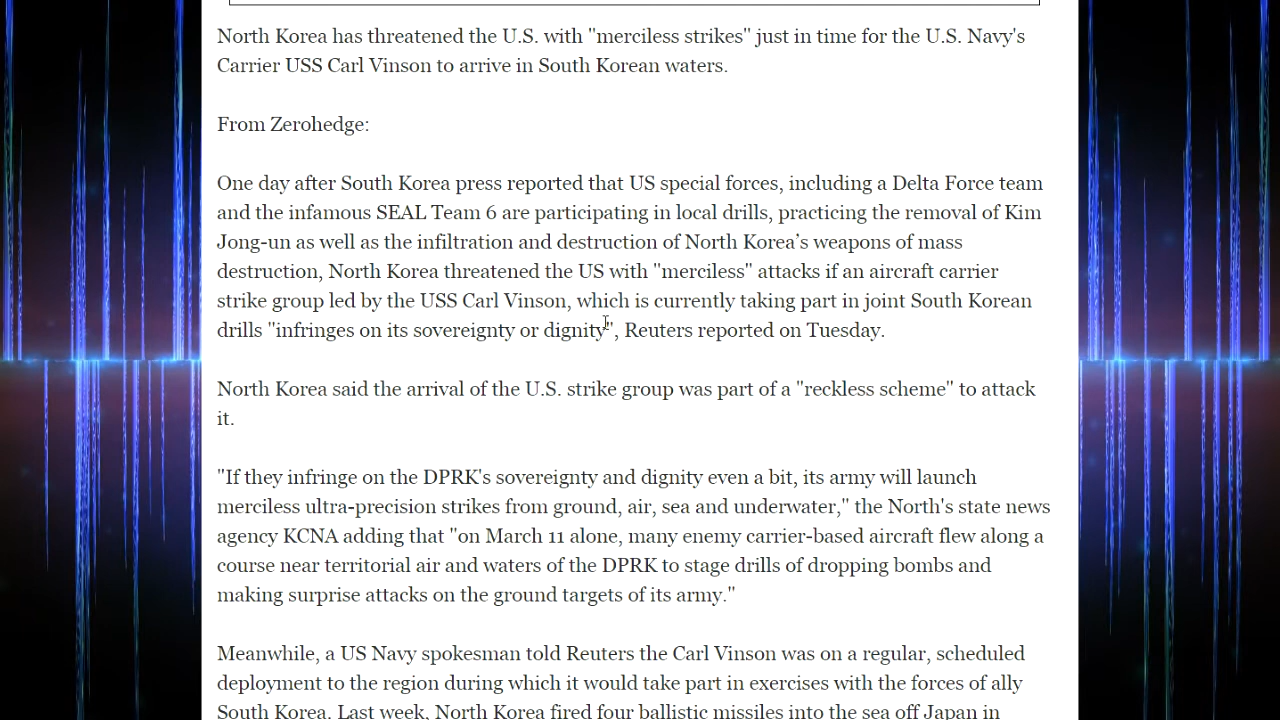 North Korea has threatened the U.S. with "merciless strikes" just in time for the U.S. Navy's
Carrier USS Carl Vinson to arrive in South Korean waters.
From Zerohedge:
One day after South Korea press reported that US special forces, including a Delta Force team
and the infamous SEAL Team 6 are participating in local drills, practicing the removal of Kim
Jong-un as well as the infiltration and destruction of North Korea’s weapons of mass
destruction, North Korea threatened the US with "merciless" attacks if an aircraft carrier
strike group led by the USS Carl Vinson, which is currently taking part in joint South Korean
drills "infringes on its sovereignty or dignity", Reuters reported on Tuesday.
North Korea said the arrival of the U.S. strike group was part of a "reckless scheme" to attack
it.
"If they infringe on the DPRK's sovereignty and dignity even a bit, its army will launch
merciless ultra-precision strikes from ground, air, sea and underwater," the North's state news
agency KCNA adding that "on March 11 alone, many enemy carrier-based aircraft flew along a
course near territorial air and waters of the DPRK to stage drills of dropping bombs and
making surprise attacks on the ground targets of its army."
Meanwhile, a US Navy spokesman told Reuters the Carl Vinson was on a regular, scheduled
deployment to the region during which it would take part in exercises with the forces of ally
South Korea. Last week, North Korea fired four ballistic missiles into the sea off Japan in